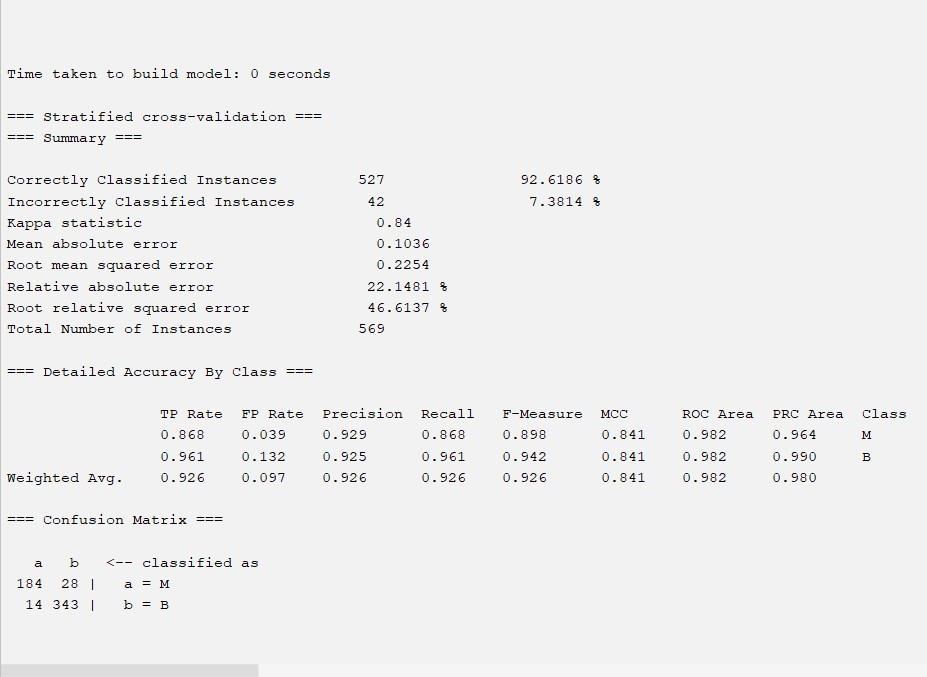 Time taken to build model: 0 seconds
=== Stratified cross-validation ===
=== Summary ===
Correctly Classified Instances 527 92.6186 %
Incorrectly Classified Instances 42 7.3814 %
Kappa statistic 0.84
Mean absolute error 0.1036
Root mean squared error 0.2254
Relative absolute error 22.1481 %
Root relative squared error 46.6137 %
Total Number of Instances 569
=== Detailed Accuracy By Class ===
TP Rate FP Rate Precision Recall F-Measure MCC ROC Area PRC Area Class
0.868 0.039 0.929 0.868 0.898 0.841 0.982 0.964 M
0.961 0.132 0.925 0.961 0.942 0.841 0.982 0.990 B
Weighted Avg. 0.926 0.097 0.926 0.926 0.926 0.841 0.982 0.980
=== Confusion Matrix ===
a b <-- classified as
184 28 | a = M
14 343 | b = B